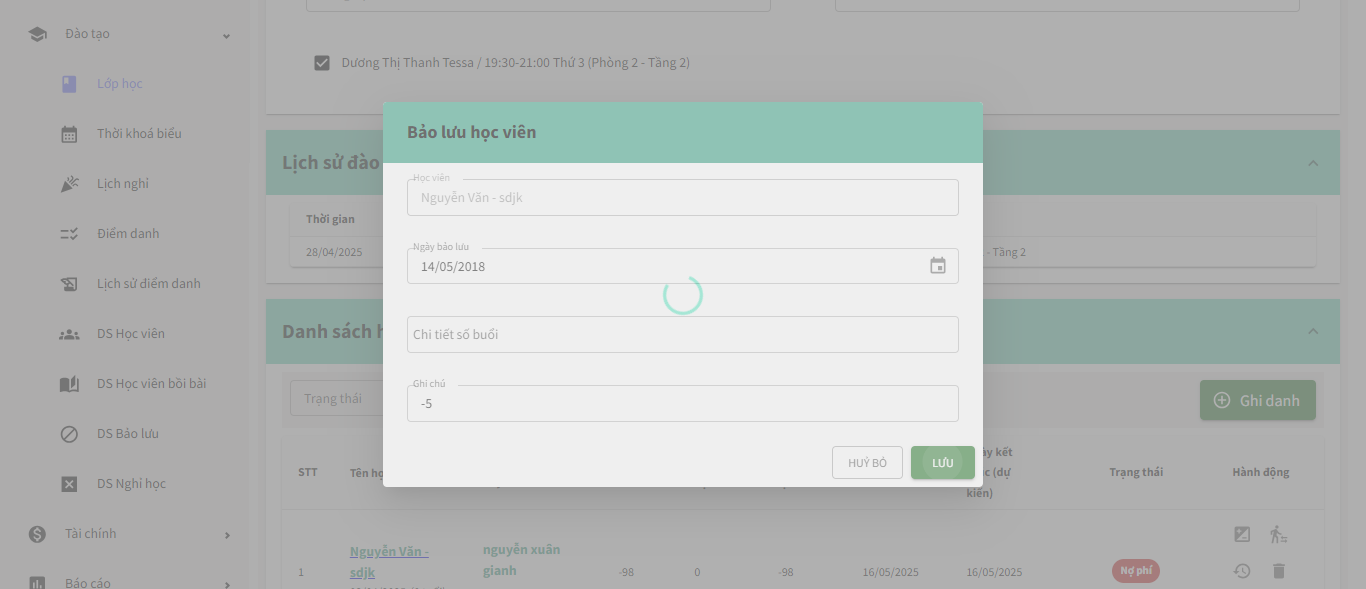 Đào tạo
Lớp học
Thời khoá biểu
Lịch nghỉ
Điểm danh
Lịch sử điểm danh
DS Học viên
DS Học viên bồi bài
DS Bảo lưu
DS Nghỉ học
Tài chính
Báo cáo
Dương Thị Thanh Tessa / 19:30-21:00 Thứ 3 (Phòng 2 - Tầng 2)
Lịch sử đào
Thời gian
28/04/2025
- Tầng 2
Danh sách h
Trạng thái
Ghi danh
Bảo lưu học viên
Học viên
Nguyễn Văn - sdjk
Ngày bảo lưu
14/05/2018
Chi tiết số buổi
Ghi chú
-5
HUỶ BỎ
LƯU
STT
Tên họ
ày kết
c (dự
kiến)
Trạng thái
Hành động
1
Nguyễn Văn -
sdjk
nguyễn xuân
gianh
-98
0
-98
16/05/2025
16/05/2025
Nợ phí